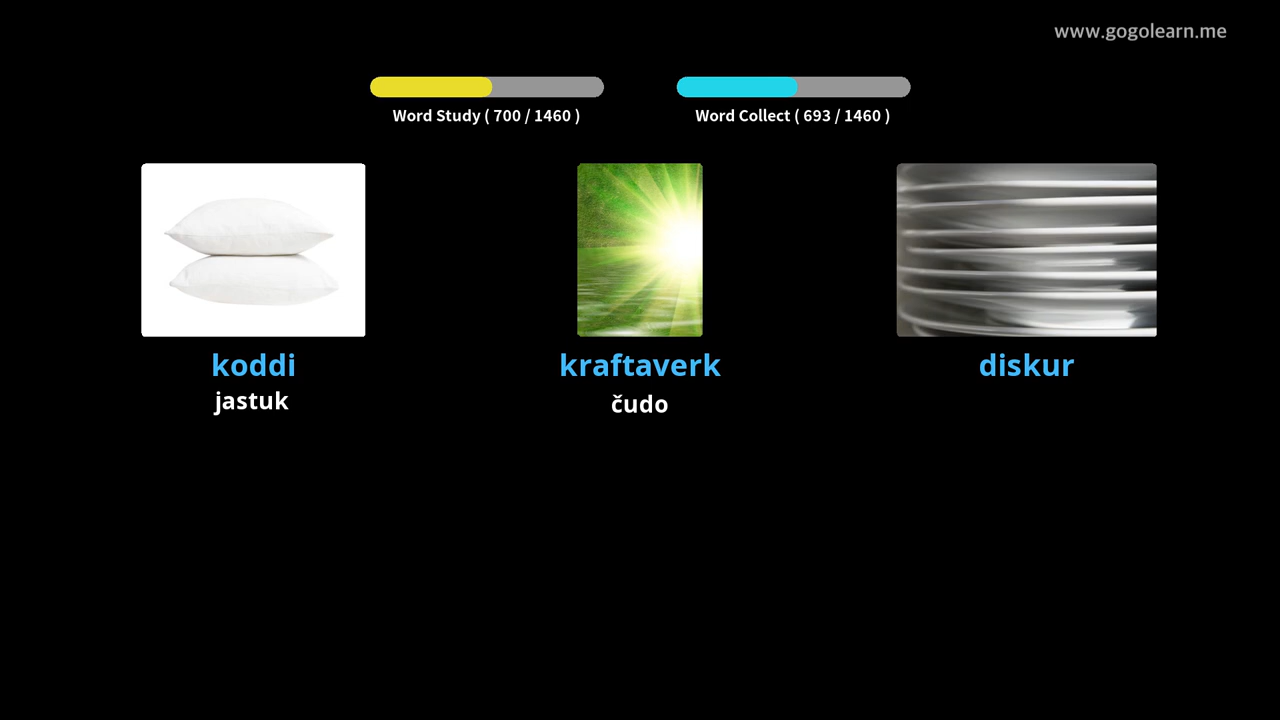 www.gogolearn.me
Word Study ( 700 / 1460 )
Word Collect ( 693 / 1460 )
koddi
kraftaverk
diskur
jastuk
čudo